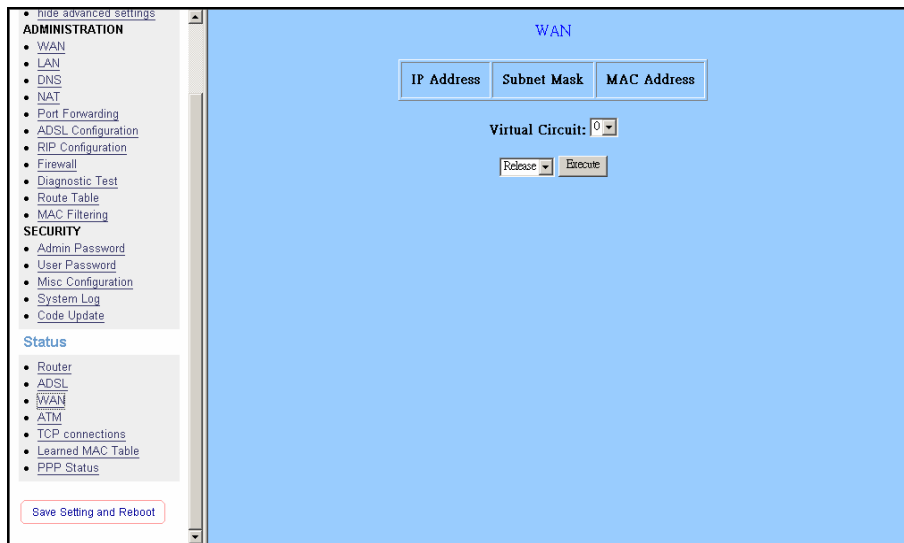 hide advanced settings
ADMINISTRATION
WAN
LAN
DNS
NAT
Port Forwarding
ADSL Configuration
RIP Configuration
Firewall
Diagnostic Test
Route Table
MAC Filtering
SECURITY
Admin Password
User Password
Misc Configuration
System Log
Code Update
Status
Router
ADSL
WAN
ATM
TCP connections
Learned MAC Table
PPP Status
Save Setting and Reboot
WAN
IP Address Subnet Mask MAC Address
Virtual Circuit: 0
Release Execute